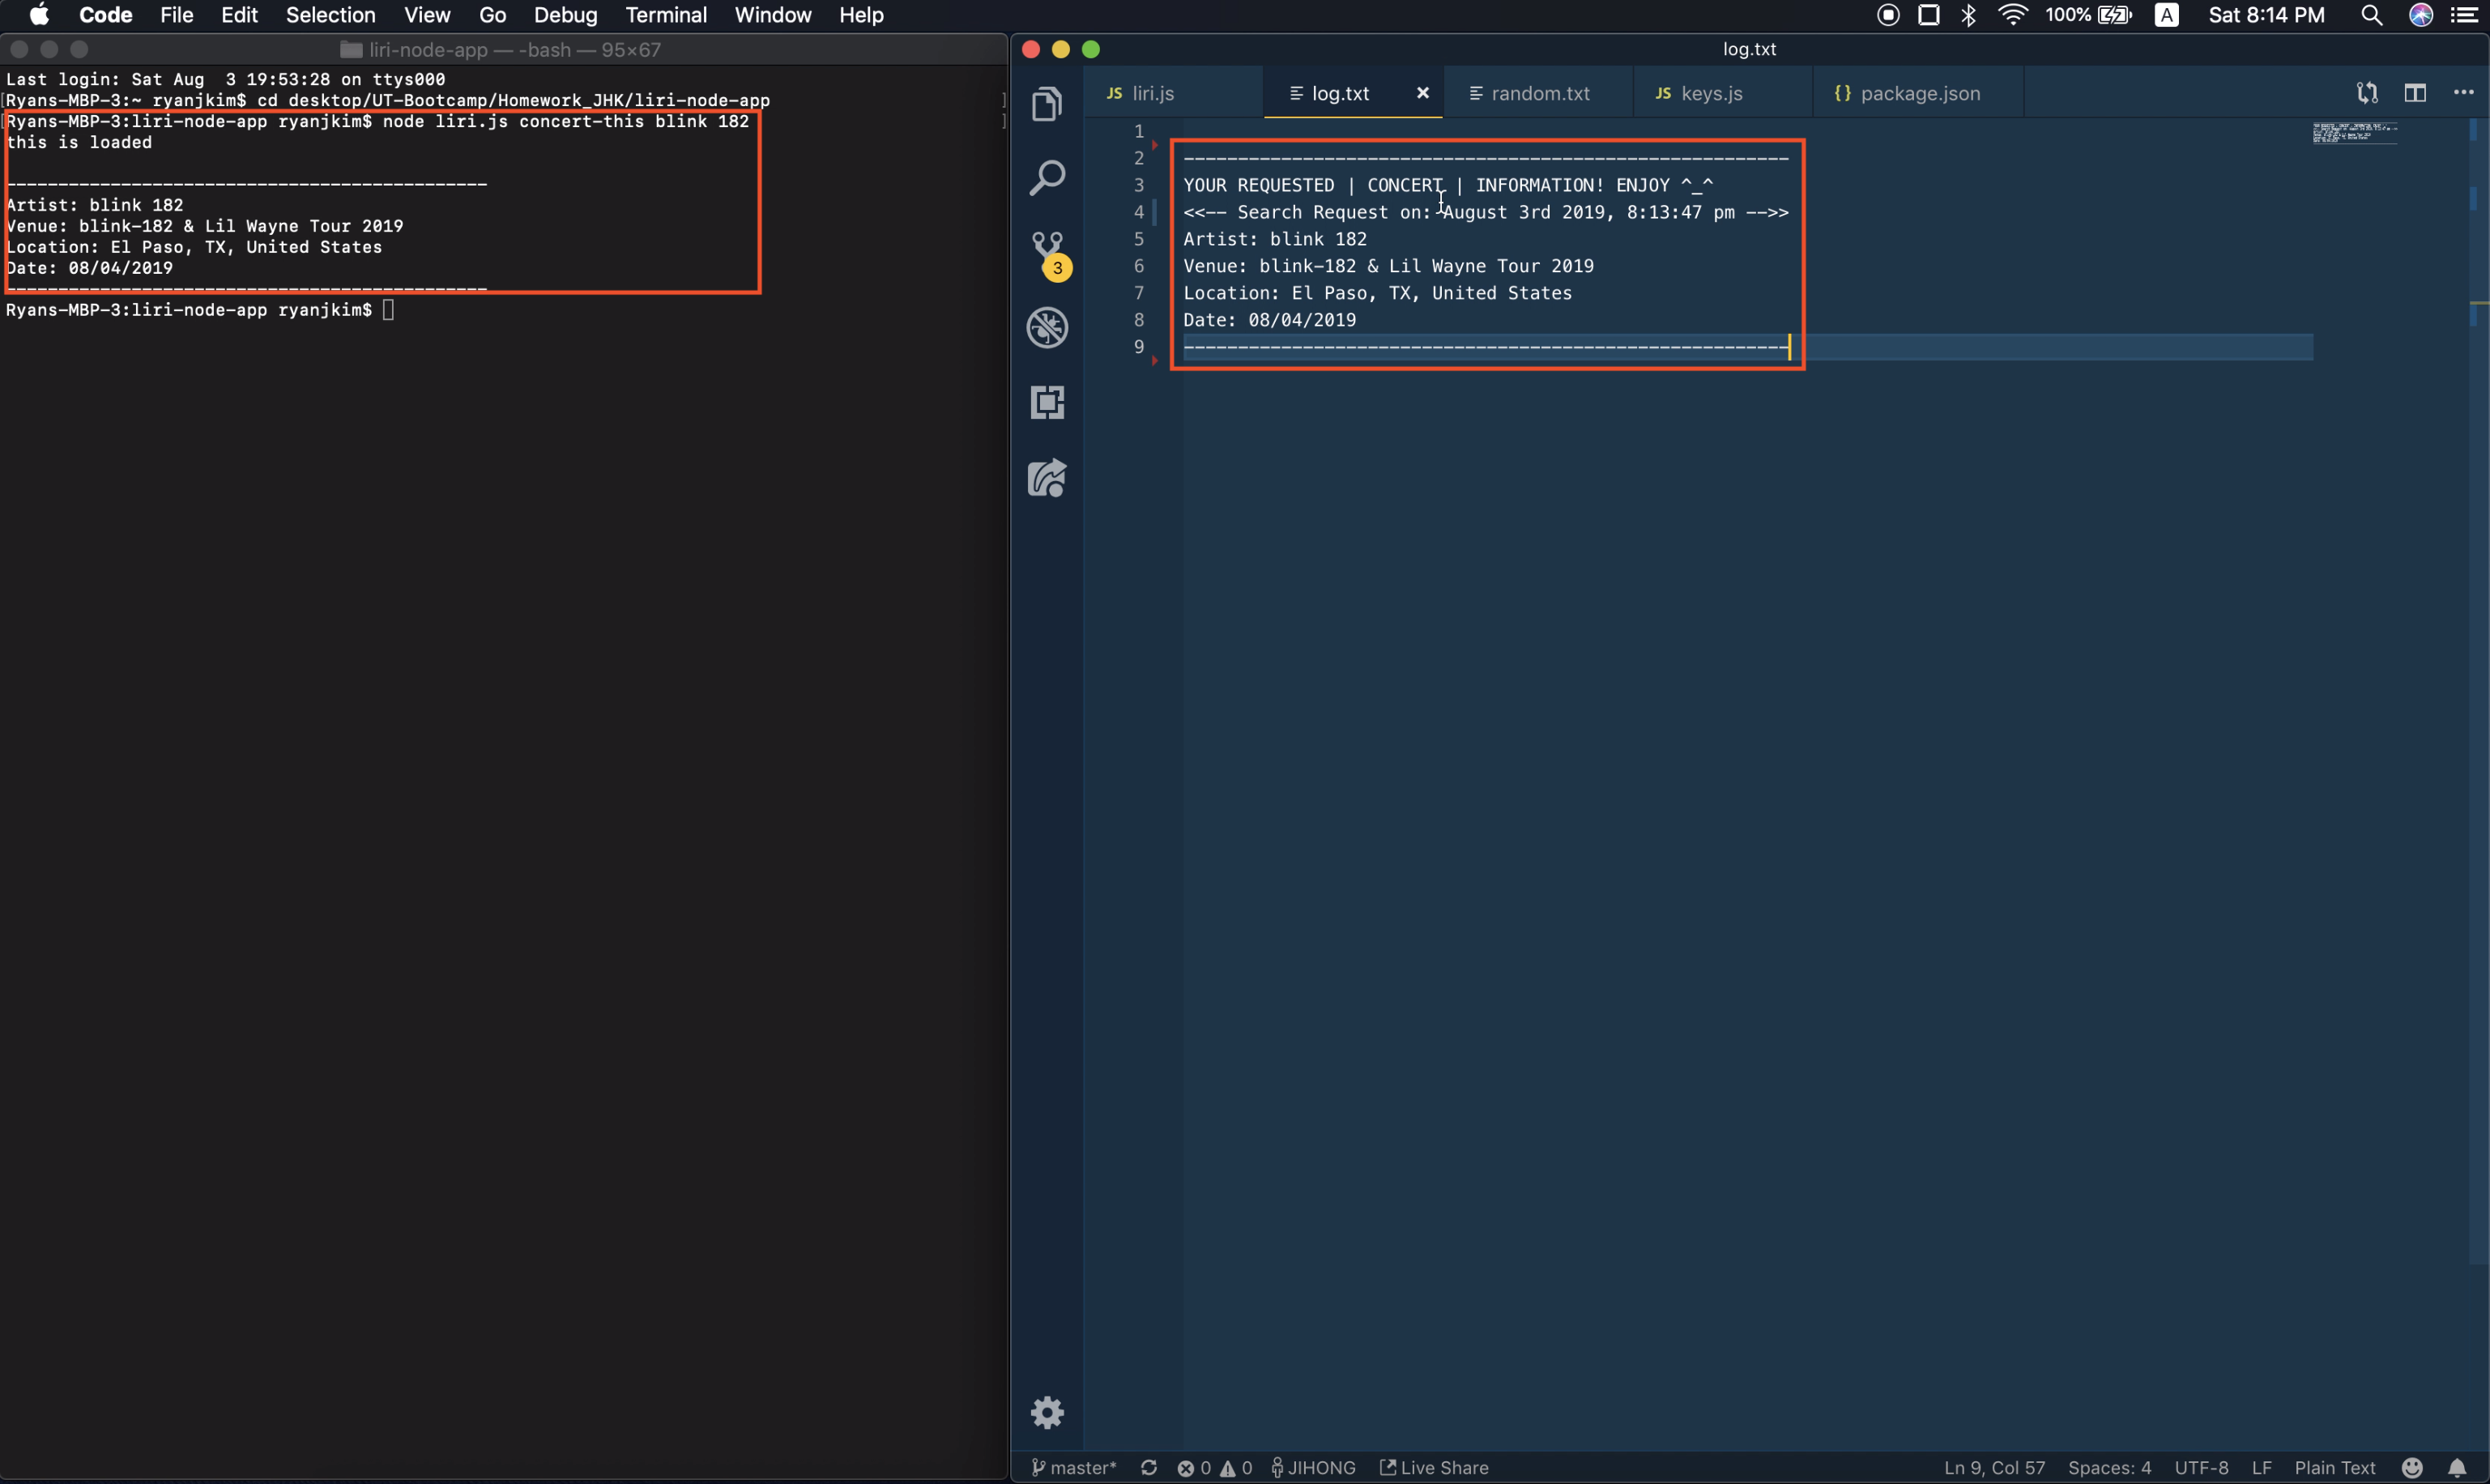 Code File Edit Selection View Go Debug Terminal Window Help 100% A Sat 8:14 PM
liri-node-app — -bash — 95×67
Last login: Sat Aug  3 19:53:28 on ttys000
[Ryans-MBP-3:~ ryanjkim$ cd desktop/UT-Bootcamp/Homework_JHK/liri-node-app ]
[Ryans-MBP-3:liri-node-app ryanjkim$ node liri.js concert-this blink 182 ]
this is loaded
----------------------------------------------
Artist: blink 182
Venue: blink-182 & Lil Wayne Tour 2019
Location: El Paso, TX, United States
Date: 08/04/2019
----------------------------------------------
Ryans-MBP-3:liri-node-app ryanjkim$
log.txt
JS liri.js log.txt × random.txt JS keys.js {} package.json
1
2 --------------------------------------------------------
3 YOUR REQUESTED | CONCERT | INFORMATION! ENJOY ^_^
4 <<-- Search Request on: August 3rd 2019, 8:13:47 pm -->>
5 Artist: blink 182
6 Venue: blink-182 & Lil Wayne Tour 2019
7 Location: El Paso, TX, United States
8 Date: 08/04/2019
9 --------------------------------------------------------
3
master* 0 0 JIHONG Live Share Ln 9, Col 57 Spaces: 4 UTF-8 LF Plain Text